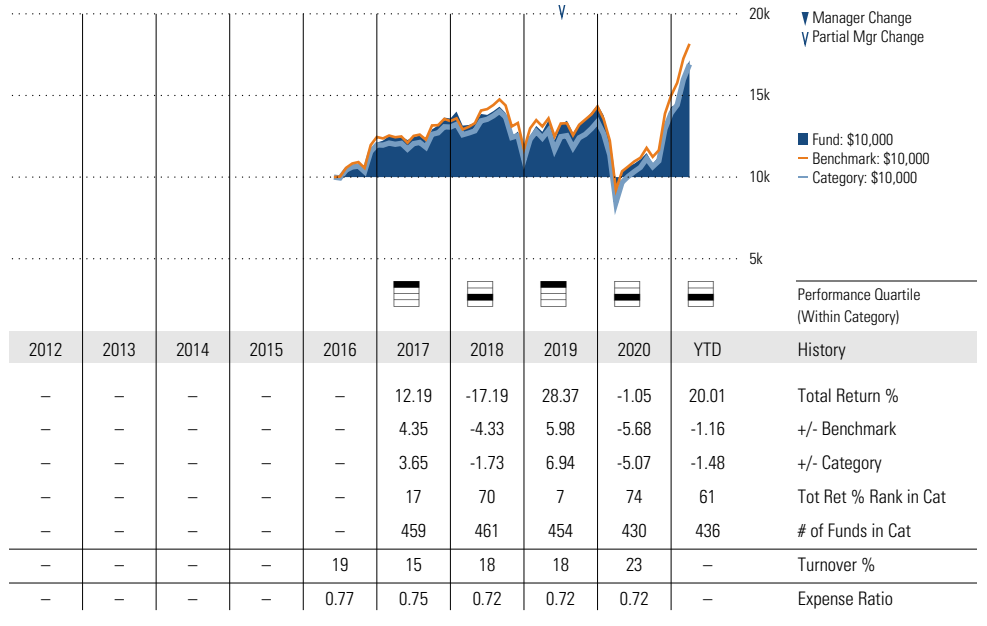 20k
▼ Manager Change
∨ Partial Mgr Change
15k
Fund: $10,000
Benchmark: $10,000
10k
Category: $10,000
5k
Performance Quartile
(Within Category)
2012 2013 2014 2015 2016 2017 2018 2019 2020 YTD History
– – – – – 12.19 -17.19 28.37 -1.05 20.01 Total Return %
– – – – – 4.35 -4.33 5.98 -5.68 -1.16 +/- Benchmark
– – – – – 3.65 -1.73 6.94 -5.07 -1.48 +/- Category
– – – – – 17 70 7 74 61 Tot Ret % Rank in Cat
– – – – – 459 461 454 430 436 # of Funds in Cat
– – – – 19 15 18 18 23 – Turnover %
– – – – 0.77 0.75 0.72 0.72 0.72 – Expense Ratio